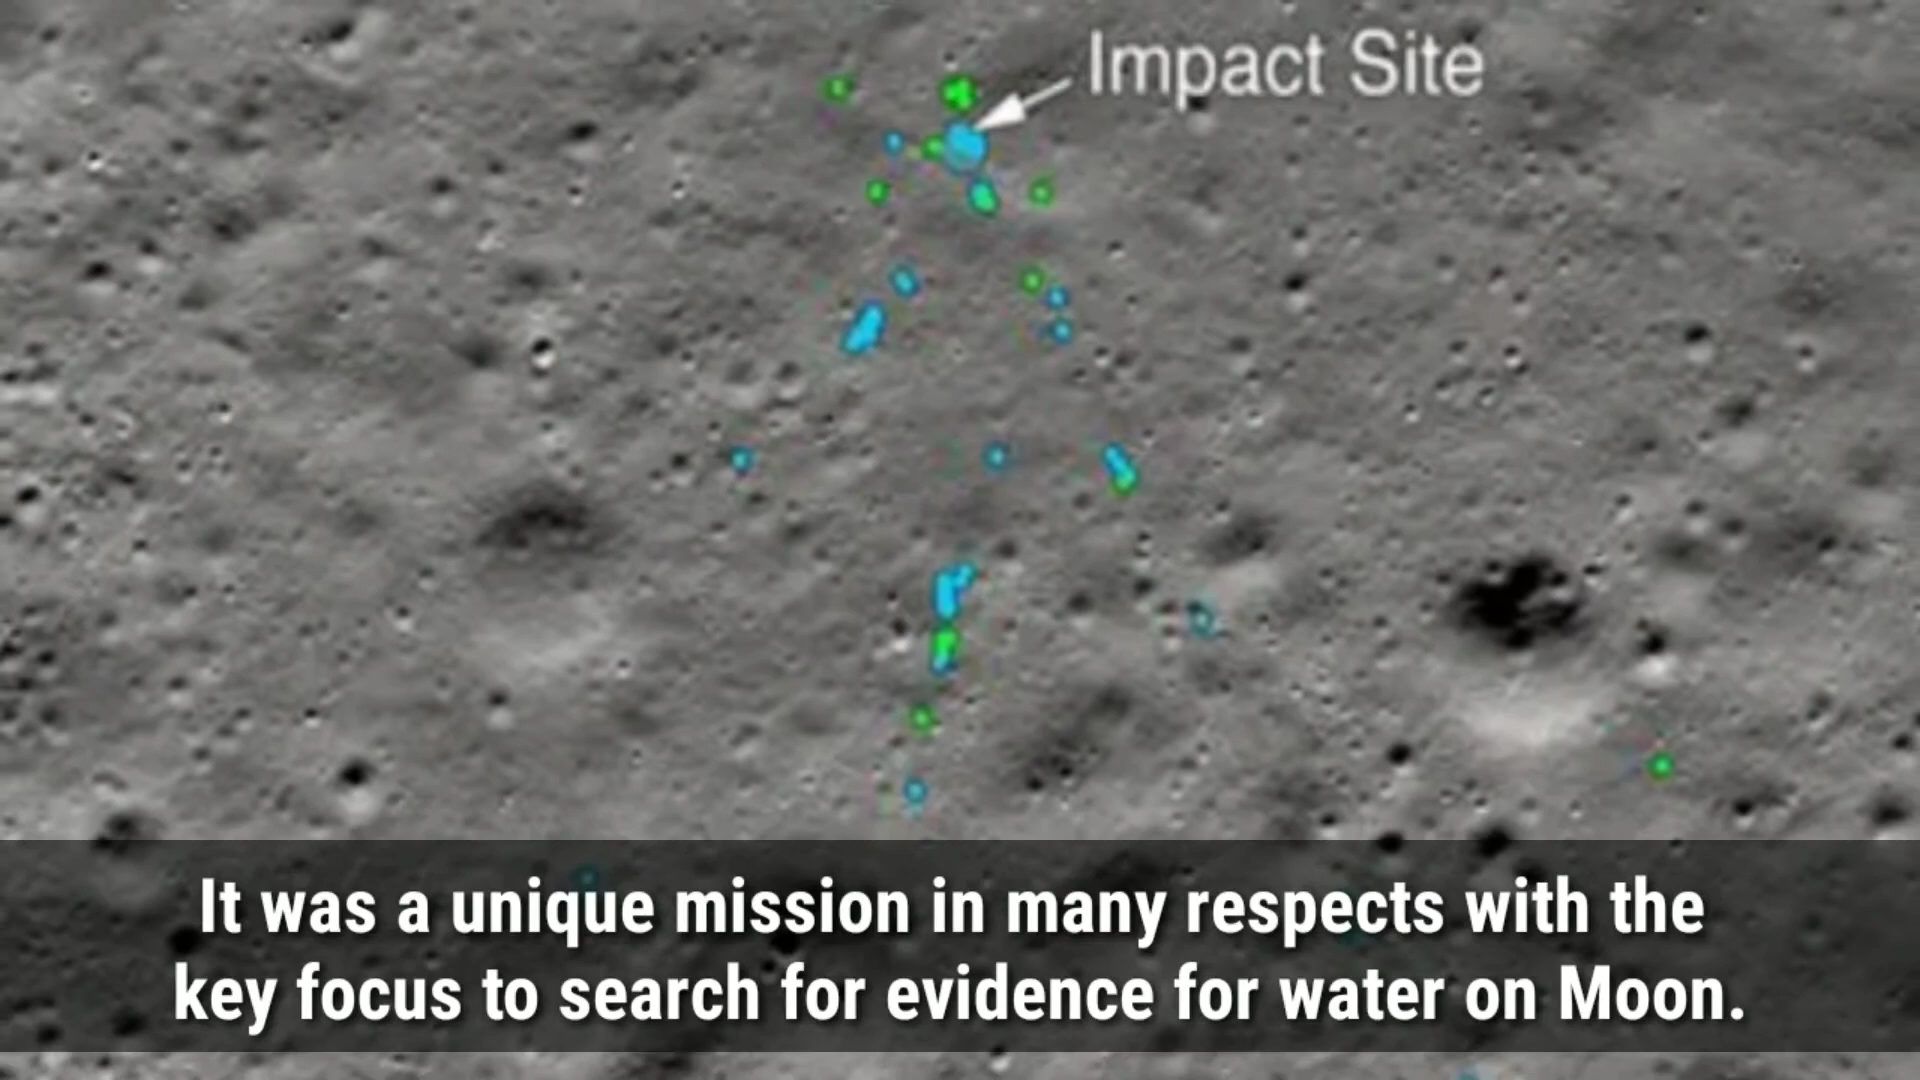 Impact Site
It was a unique mission in many respects with the
key focus to search for evidence for water on Moon.